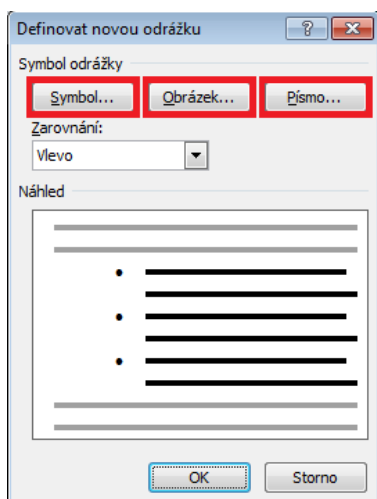 Definovat novou odrážku
Symbol odrážky
Symbol... Obrázek... Písmo...
Zarovnání:
Vlevo
Náhled
OK Storno